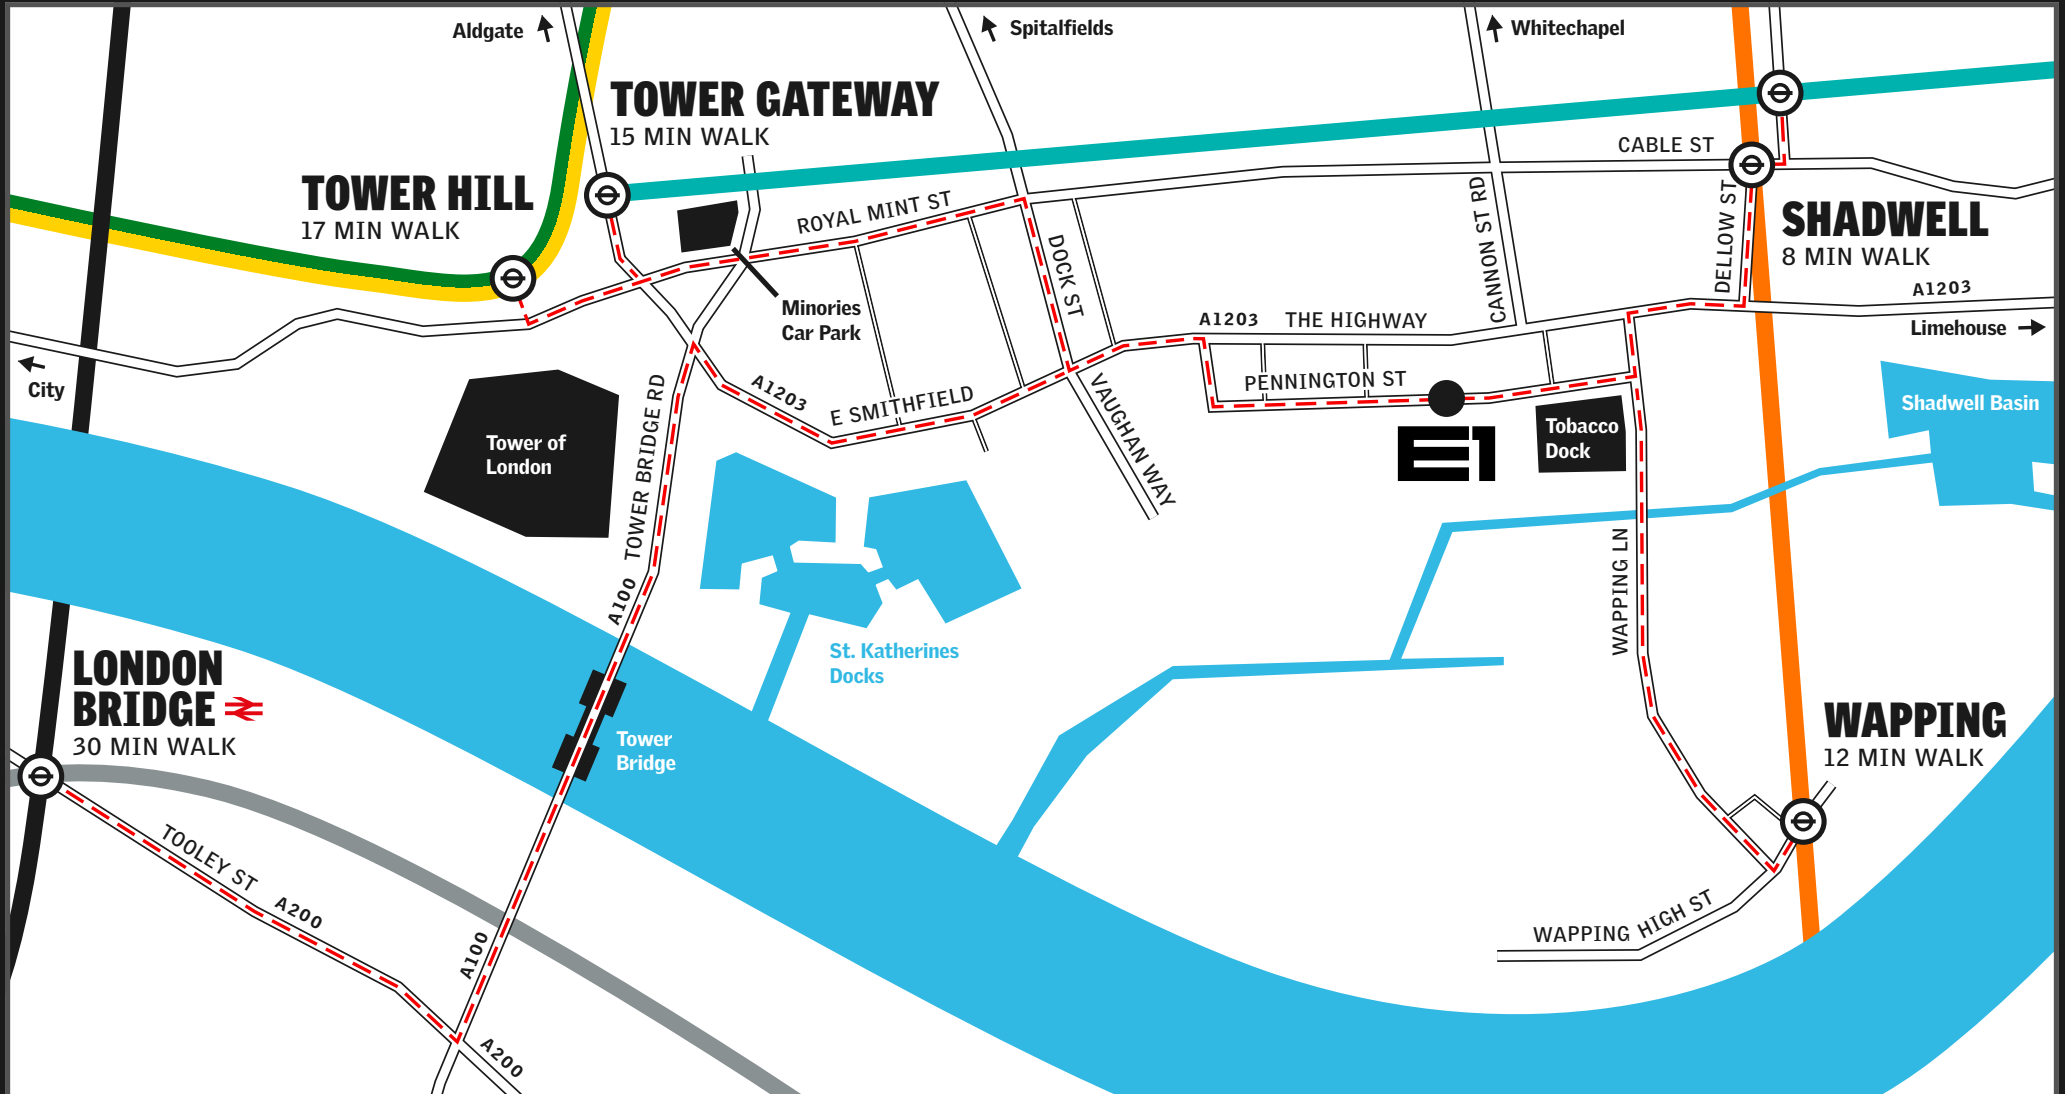 Aldgate
Spitalfields
Whitechapel
TOWER GATEWAY
15 MIN WALK
CABLE ST
TOWER HILL
17 MIN WALK
ROYAL MINT ST
DOCK ST
CANNON ST RD
DELLOW ST
SHADWELL
8 MIN WALK
A1203
Limehouse
Minories
Car Park
A1203
THE HIGHWAY
City
PENNINGTON ST
A1203
E SMITHFIELD
VAUGHAN WAY
E1
Tobacco
Dock
Shadwell Basin
Tower of
London
TOWER BRIDGE RD
A100
WAPPING LN
St. Katherines
Docks
LONDON
BRIDGE
30 MIN WALK
Tower
Bridge
WAPPING
12 MIN WALK
TOOLEY ST
A200
A100
WAPPING HIGH ST
A200